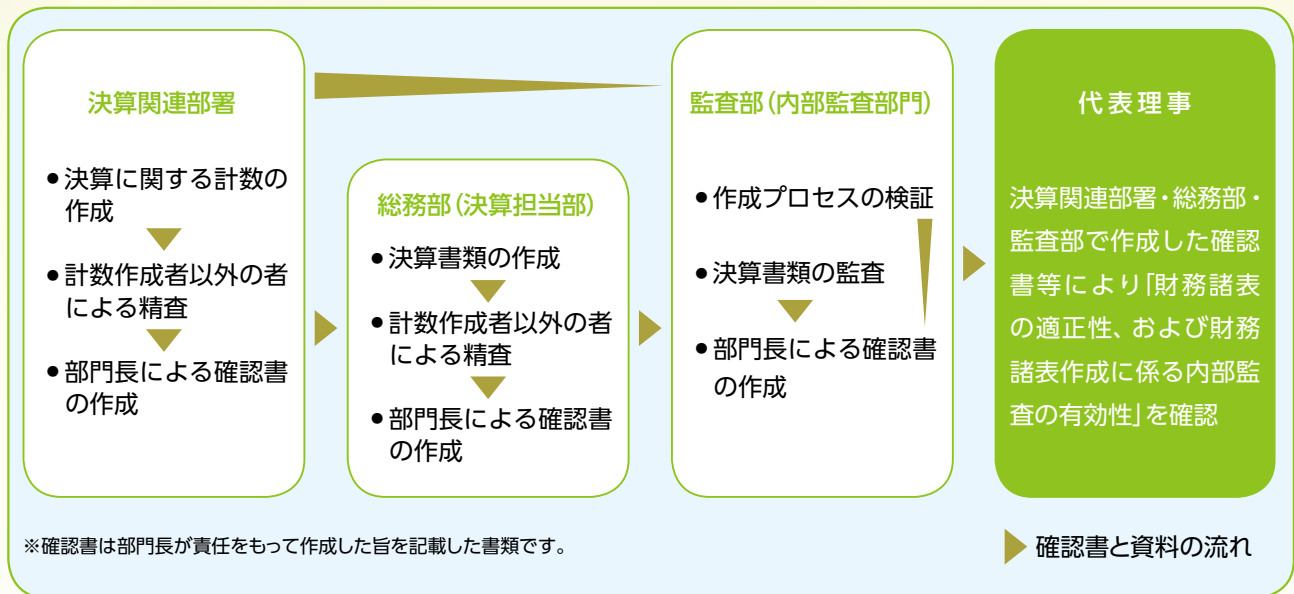 決算関連部署
●決算に関する計数の
作成
●計数作成者以外の者
による精査
●部門長による確認書
の作成
総務部（決算担当部）
●決算書類の作成
●計数作成者以外の者
による精査
●部門長による確認書
の作成
監査部（内部監査部門）
●作成プロセスの検証
●決算書類の監査
●部門長による確認書
の作成
代表理事
決算関連部署・総務部・
監査部で作成した確認
書等により「財務諸表
の適正性、および財務
諸表作成に係る内部監
査の有効性」を確認
※確認書は部門長が責任をもって作成した旨を記載した書類です。
確認書と資料の流れ